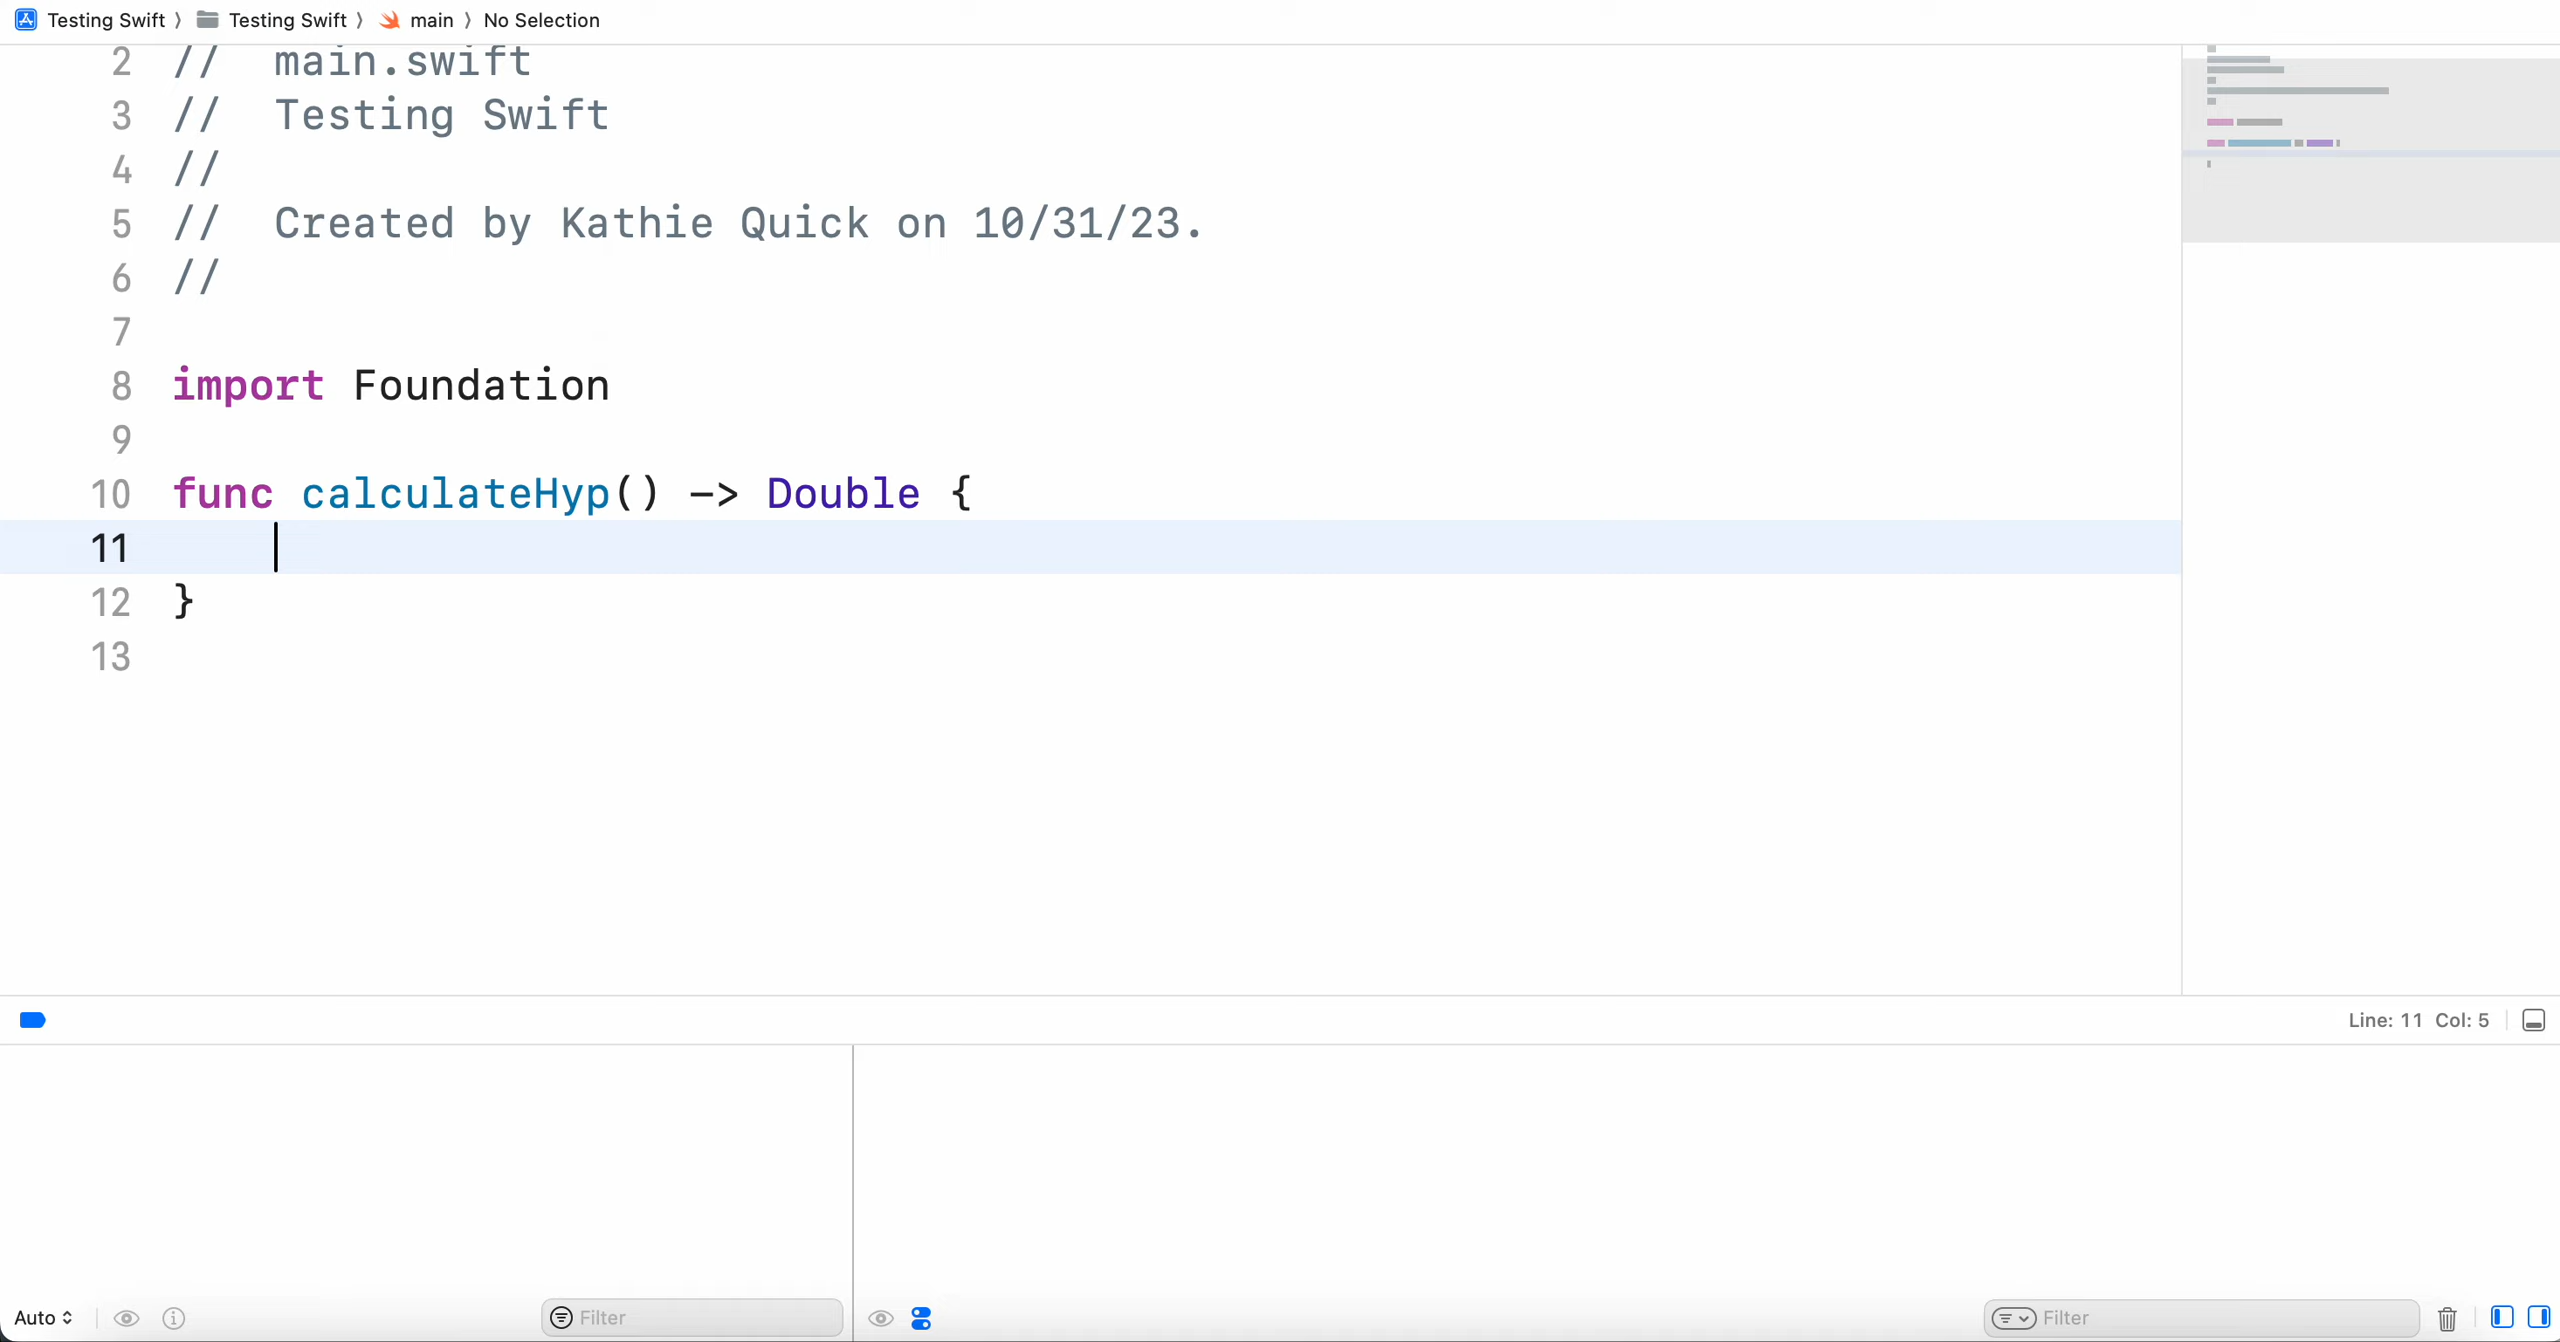 Testing Swift ⟩ Testing Swift ⟩ main ⟩ No Selection
2 // main.swift
3 // Testing Swift
4 //
5 // Created by Kathie Quick on 10/31/23.
6 //
7
8 import Foundation
9
10 func calculateHyp() -> Double {
11
12 }
13
Line: 11 Col: 5
Auto Filter Filter